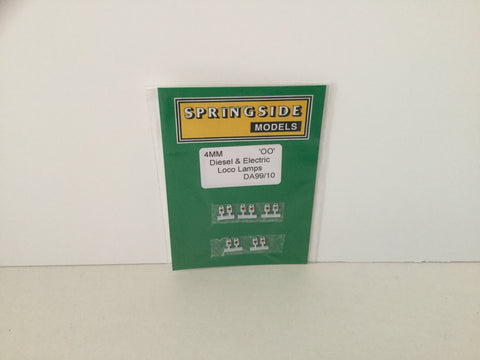 SPRINGSIDE
MODELS
4MM 'OO'
Diesel & Electric
Loco Lamps
DA99/10